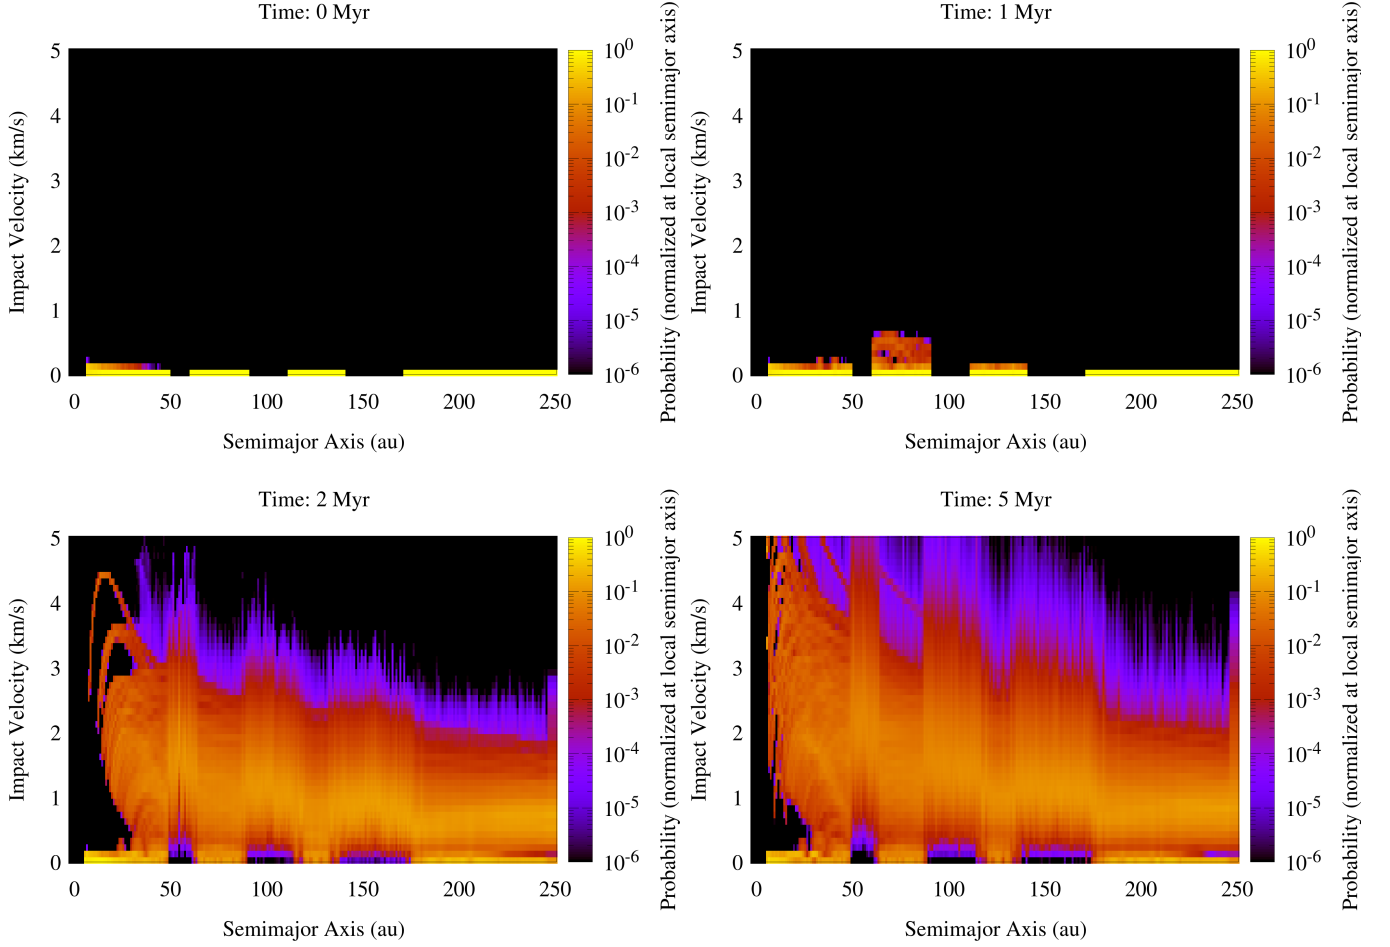 Time: 0 Myr
Impact Velocity (km/s)
5
4
3
2
1
0
0 50 100 150 200 250
Semimajor Axis (au)
10^0
10^-1
10^-2
10^-3
10^-4
10^-5
10^-6
Probability (normalized at local semimajor axis)
Time: 1 Myr
Impact Velocity (km/s)
5
4
3
2
1
0
0 50 100 150 200 250
Semimajor Axis (au)
10^0
10^-1
10^-2
10^-3
10^-4
10^-5
10^-6
Probability (normalized at local semimajor axis)
Time: 2 Myr
Impact Velocity (km/s)
5
4
3
2
1
0
0 50 100 150 200 250
Semimajor Axis (au)
10^0
10^-1
10^-2
10^-3
10^-4
10^-5
10^-6
Probability (normalized at local semimajor axis)
Time: 5 Myr
Impact Velocity (km/s)
5
4
3
2
1
0
0 50 100 150 200 250
Semimajor Axis (au)
10^0
10^-1
10^-2
10^-3
10^-4
10^-5
10^-6
Probability (normalized at local semimajor axis)